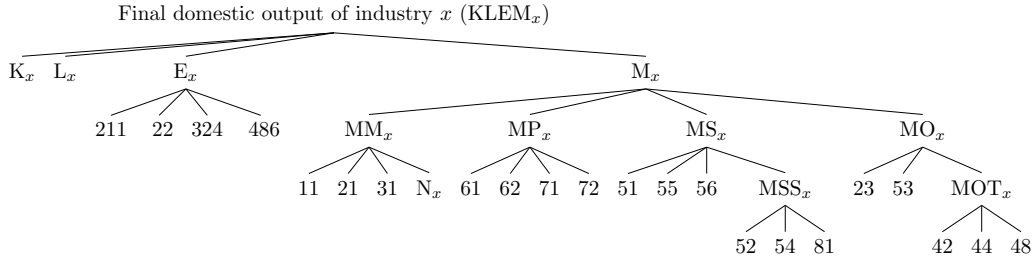 Final domestic output of industry x (KLEMₓ)
Kₓ Lₓ Eₓ Mₓ
211 22 324 486 MMₓ MPₓ MSₓ MOₓ
11 21 31 Nₓ 61 62 71 72 51 55 56 MSSₓ 23 53 MOTₓ
52 54 81 42 44 48